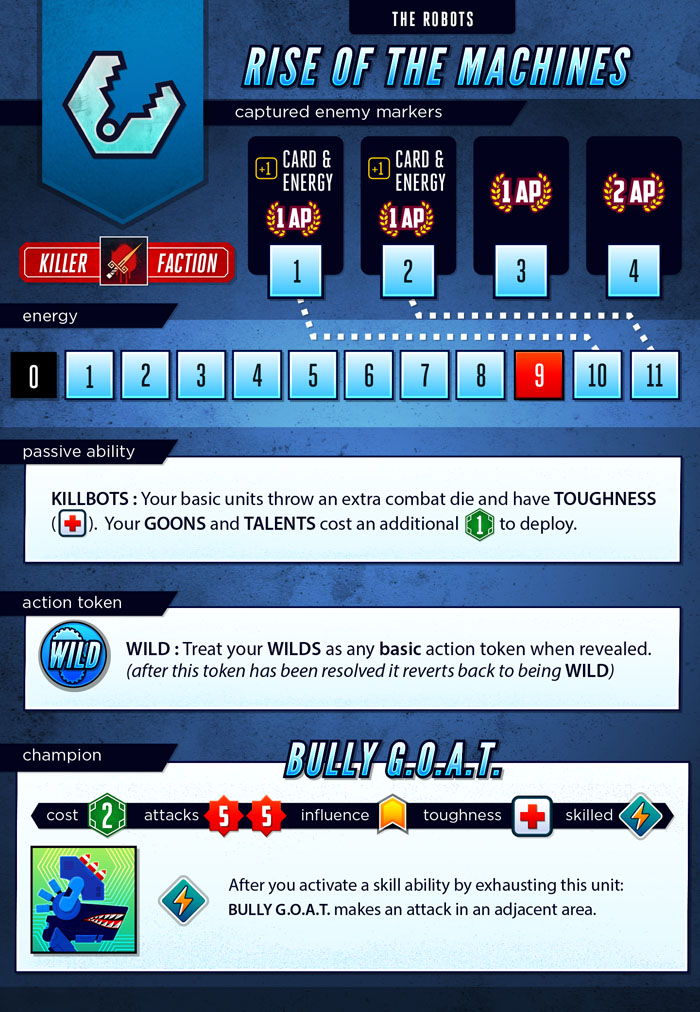 THE ROBOTS
RISE OF THE MACHINES
captured enemy markers
+1 CARD & ENERGY
1 AP
1
+1 CARD & ENERGY
1 AP
2
1 AP
3
2 AP
4
KILLER FACTION
energy
0 1 2 3 4 5 6 7 8 9 10 11
passive ability
KILLBOTS : Your basic units throw an extra combat die and have TOUGHNESS
( ). Your GOONS and TALENTS cost an additional 1 to deploy.
action token
WILD
WILD : Treat your WILDS as any basic action token when revealed.
(after this token has been resolved it reverts back to being WILD)
champion
BULLY G.O.A.T.
cost 2 attacks 5 5 influence toughness skilled
After you activate a skill ability by exhausting this unit:
BULLY G.O.A.T. makes an attack in an adjacent area.